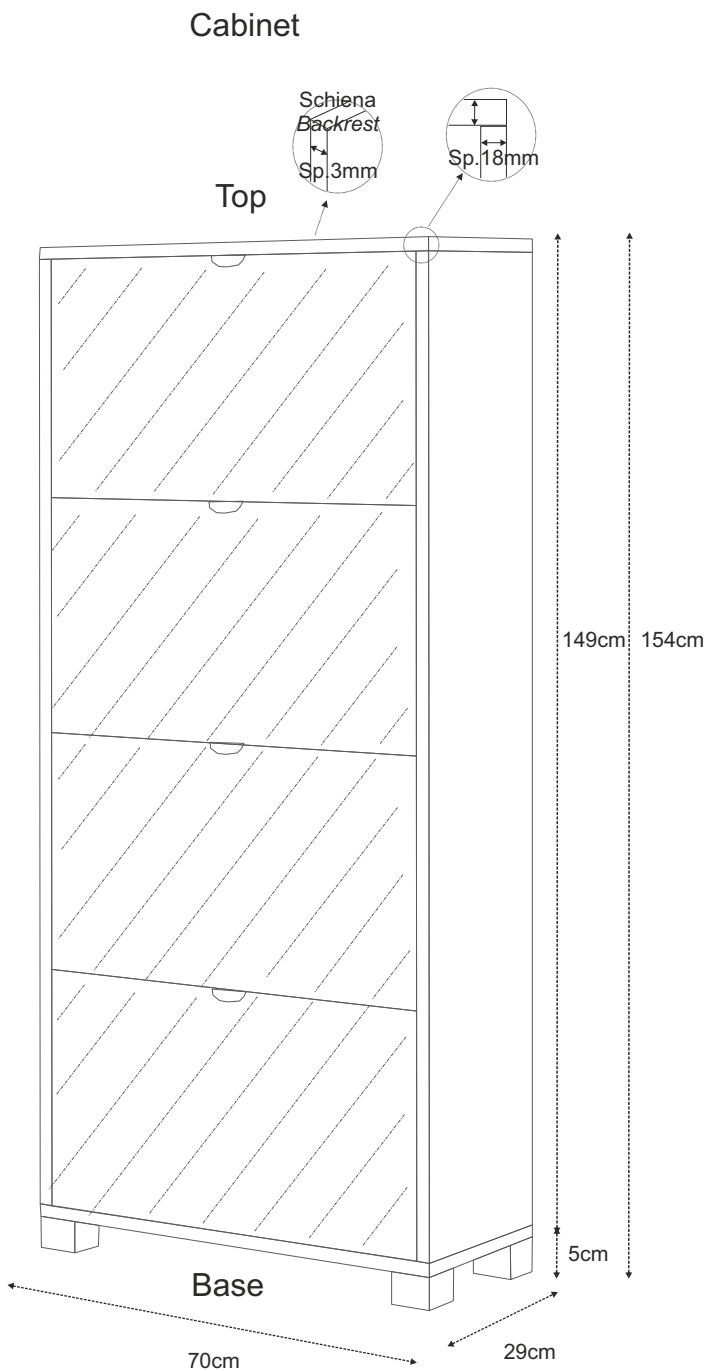 Cabinet
Schiena
Backrest
Sp.3mm
Sp.18mm
Top
149cm
154cm
5cm
Base
29cm
70cm